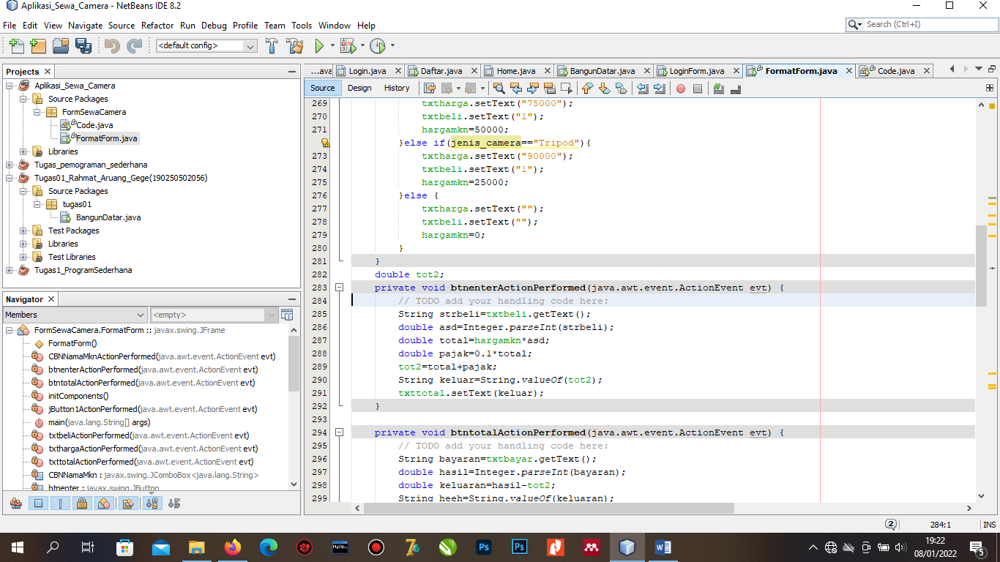 Aplikasi_Sewa_Camera - NetBeans IDE 8.2
File Edit View Navigate Source Refactor Run Debug Profile Team Tools Window Help
Search (Ctrl+I)
<default config>
Projects
Aplikasi_Sewa_Camera
Source Packages
FormSewaCamera
Code.java
FormatForm.java
Libraries
Tugas_pemograman_sederhana
Tugas01_Rahmat_Aruang_Gege(190250502056)
Source Packages
tugas01
BangunDatar.java
Test Packages
Libraries
Test Libraries
Tugas1_ProgramSederhana
Navigator
Members <empty>
FormSewaCamera.FormatForm :: javax.swing.JFrame
FormatForm()
CBNNamaMknActionPerformed(java.awt.event.ActionEvent evt)
btnenterActionPerformed(java.awt.event.ActionEvent evt)
btntotalActionPerformed(java.awt.event.ActionEvent evt)
initComponents()
jButton1ActionPerformed(java.awt.event.ActionEvent evt)
main(java.lang.String[] args)
txtbeliActionPerformed(java.awt.event.ActionEvent evt)
txthargaActionPerformed(java.awt.event.ActionEvent evt)
txttotalActionPerformed(java.awt.event.ActionEvent evt)
CBNNamaMkn : javax.swing.JComboBox<java.lang.String>
btnenter : javax.swing.JButton
...ava Login.java Daftar.java Home.java BangunDatar.java LoginForm.java FormatForm.java Code.java
Source Design History
269 txtharga.setText("75000");
270 txtbeli.setText("1");
271 hargamkn=50000;
}else if(jenis_camera=="Tripod"){
273 txtharga.setText("90000");
274 txtbeli.setText("1");
275 hargamkn=25000;
276 }else {
277 txtharga.setText("");
278 txtbeli.setText("");
279 hargamkn=0;
280 }
281 }
282 double tot2;
283 private void btnenterActionPerformed(java.awt.event.ActionEvent evt) {
284 // TODO add your handling code here:
285 String strbeli=txtbeli.getText();
286 double asd=Integer.parseInt(strbeli);
287 double total=hargamkn*asd;
288 double pajak=0.1*total;
289 tot2=total+pajak;
290 String keluar=String.valueOf(tot2);
291 txttotal.setText(keluar);
292 }
293
294 private void btntotalActionPerformed(java.awt.event.ActionEvent evt) {
295 // TODO add your handling code here:
296 String bayaran=txtbayar.getText();
297 double hasil=Integer.parseInt(bayaran);
298 double keluaran=hasil-tot2;
299 String heeh=String.valueOf(keluaran);
2 284:1 INS
MySQL
Ps
Ps
19:22
08/01/2022
5